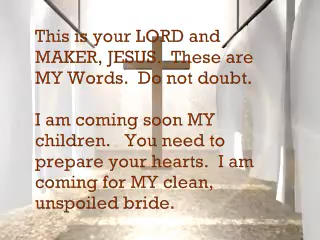 This is your LORD and
MAKER, JESUS.  These are
MY Words.  Do not doubt.
I am coming soon MY
children.   You need to
prepare your hearts.  I am
coming for MY clean,
unspoiled bride.